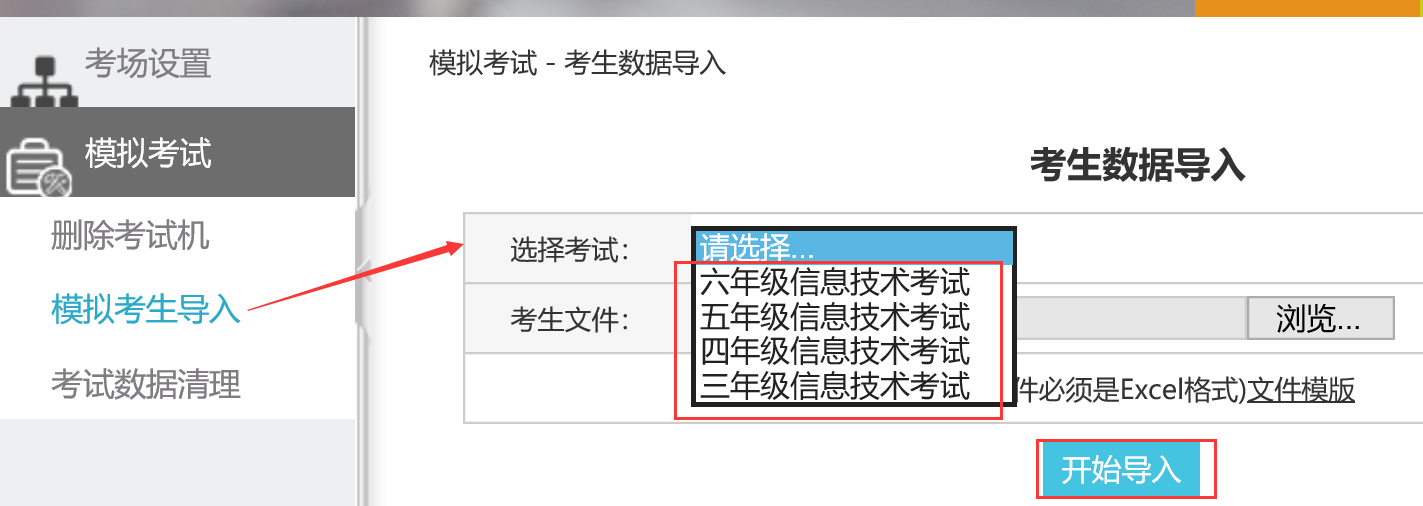 考场设置
模拟考试
删除考试机
模拟考生导入
考试数据清理
模拟考试 - 考生数据导入
考生数据导入
选择考试：
请选择...
六年级信息技术考试
五年级信息技术考试
四年级信息技术考试
三年级信息技术考试
考生文件：
浏览...
件必须是Excel格式)文件模版
开始导入